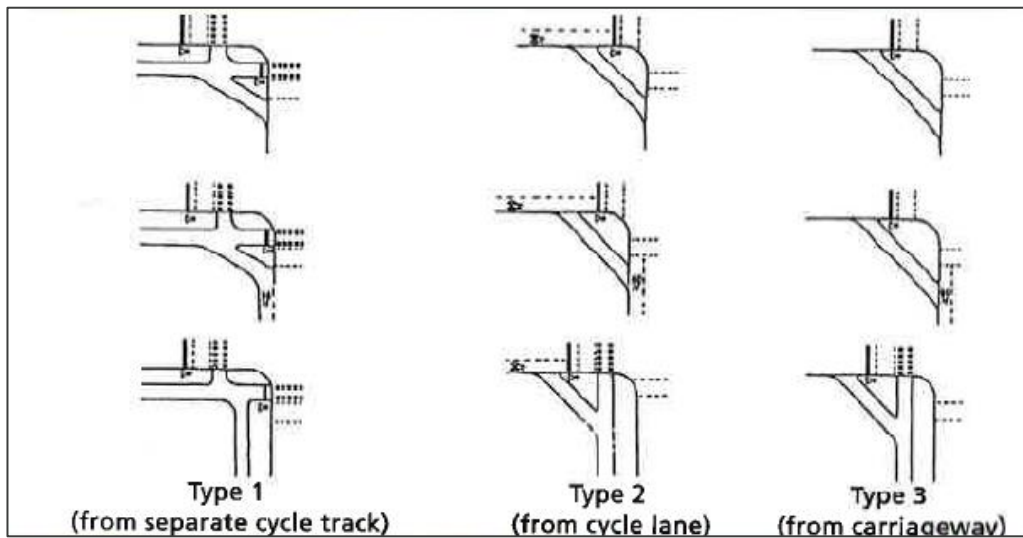 Type 1
(from separate cycle track)
Type 2
(from cycle lane)
Type 3
(from carriageway)